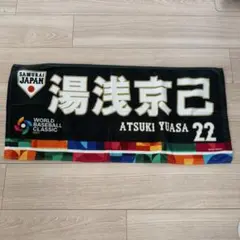 SAMURAI
JAPAN
湯浅京己
WORLD
BASEBALL
CLASSIC
ATSUKI YUASA 22